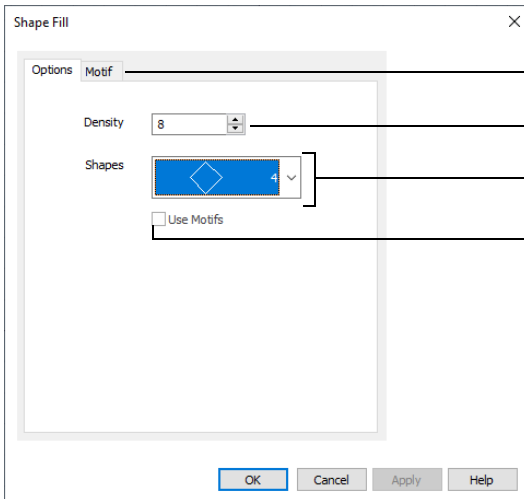 Shape Fill
Options Motif
Density 8
Shapes 4
Use Motifs
OK Cancel Apply Help